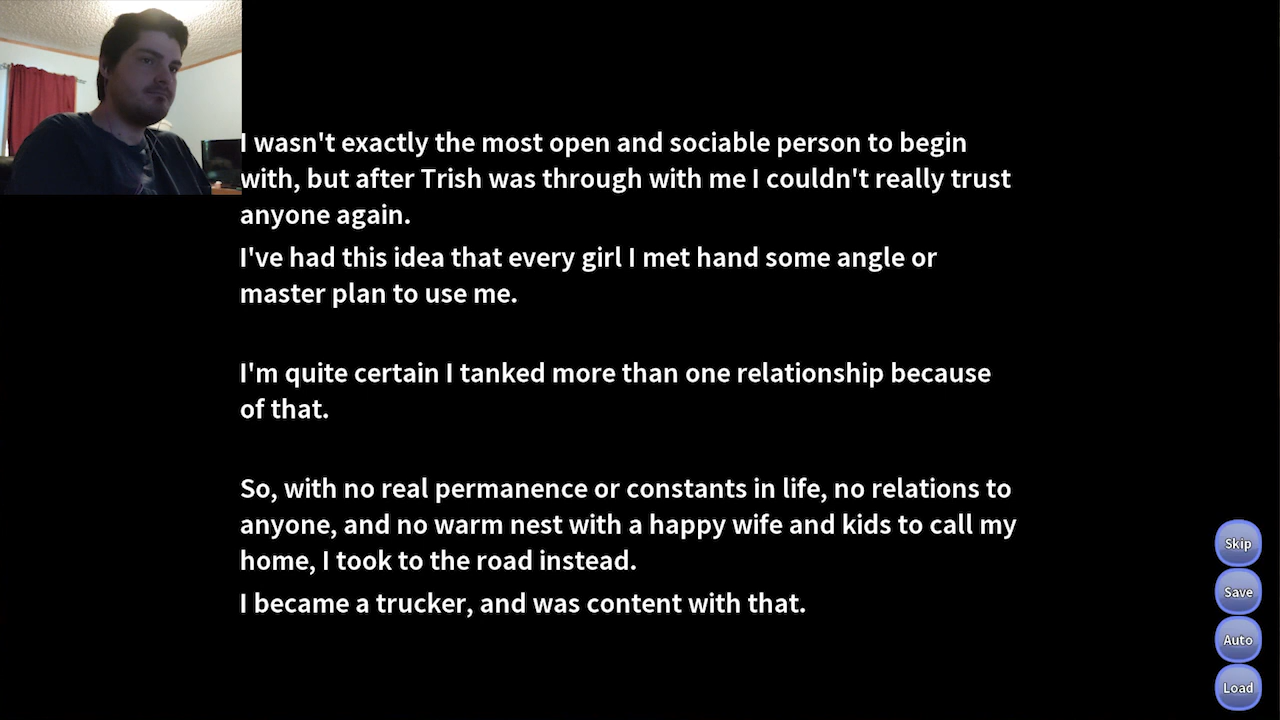 I wasn't exactly the most open and sociable person to begin
with, but after Trish was through with me I couldn't really trust
anyone again.
I've had this idea that every girl I met hand some angle or
master plan to use me.
I'm quite certain I tanked more than one relationship because
of that.
So, with no real permanence or constants in life, no relations to
anyone, and no warm nest with a happy wife and kids to call my
home, I took to the road instead.
I became a trucker, and was content with that.
Skip
Save
Auto
Load